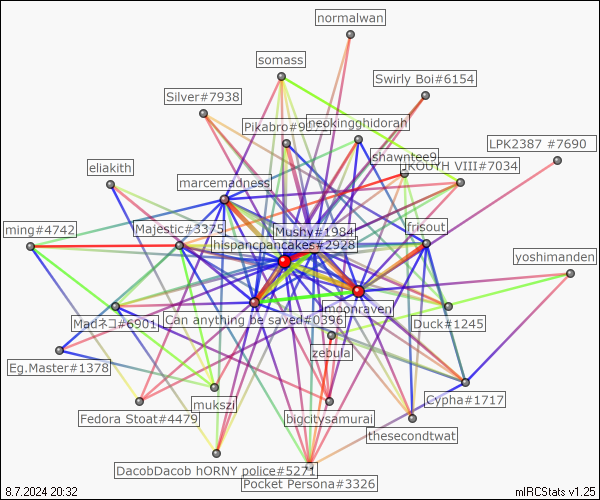 normalwan
somass
Swirly Boi#6154
Silver#7938
Pikabro#9871
neokingghidorah
shawntee9
LPK2387 #7690
JKOUYH VIII#7034
eliakith
marcemadness
ming#4742
Majestic#3375
Mushy#1984
frisout
hispancpancakes#2928
yoshimanden
moonraven
Madネコ#6901
Can anything be saved#0396
Duck#1245
zebula
Eg.Master#1378
Cypha#1717
mukszi
Fedora Stoat#4479
bigcitysamurai
thesecondtwat
DacobDacob hORNY police#5271
Pocket Persona#3326
8.7.2024 20:32
mIRCStats v1.25